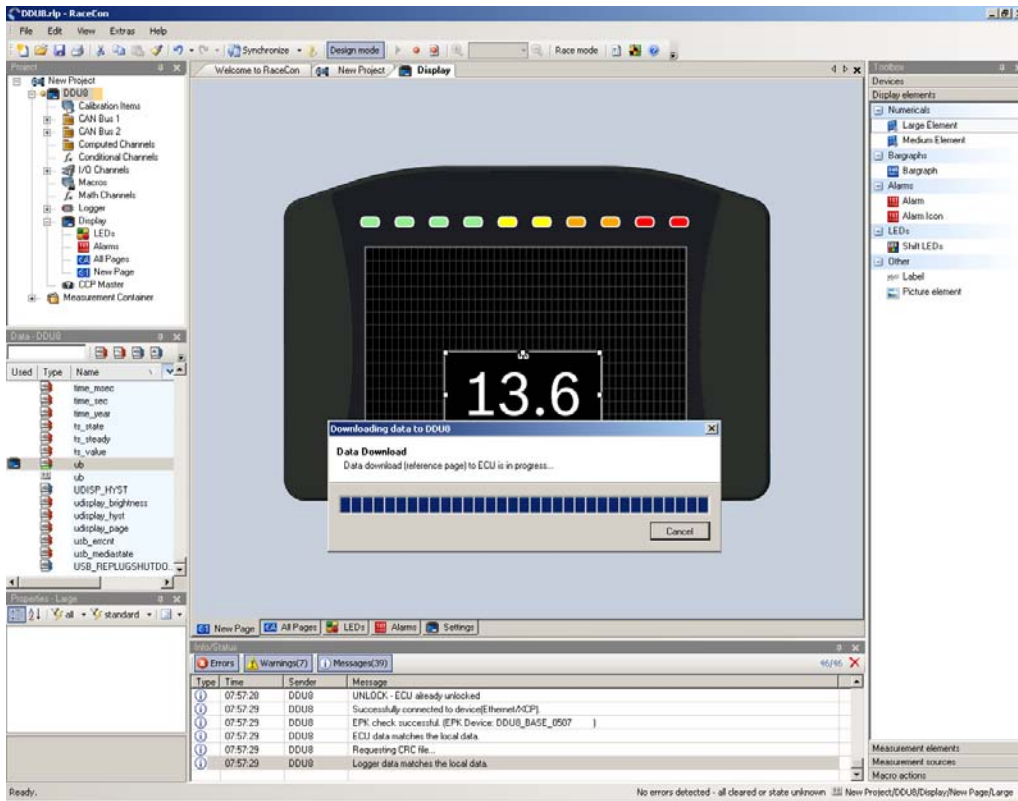 DDU8.rlp - RaceCon
File Edit View Extras Help
Synchronize Design mode Race mode
Project
New Project
DDU8
Calibration Items
CAN Bus 1
CAN Bus 2
Computed Channels
Conditional Channels
I/O Channels
Macros
Math Channels
Logger
Display
LEDs
Alarms
All Pages
New Page
CCP Master
Measurement Container
Data - DDU8
Used Type Name
time_msec
time_sec
time_year
ts_state
ts_steady
ts_value
ub
ub
UDISP_HYST
udisplay_brightness
udisplay_hyst
udisplay_page
usb_errcnt
usb_mediastate
USB_REPLUGSHUTDO...
Properties - Large
all standard
Welcome to RaceCon New Project Display
13.6
Downloading data to DDU8
Data Download
Data download (reference page) to ECU is in progress...
Cancel
New Page All Pages LEDs Alarms Settings
Info/Status
Errors Warnings(7) Messages(39) 46/46
Type Time Sender Message
07:57:28 DDU8 UNLOCK - ECU already unlocked
07:57:29 DDU8 Successfully connected to device(Ethernet/XCP).
07:57:29 DDU8 EPK check successful. (EPK Device: DDU8_BASE_0507 )
07:57:29 DDU8 ECU data matches the local data.
07:57:29 DDU8 Requesting CRC file...
07:57:29 DDU8 Logger data matches the local data.
Toolbox
Devices
Display elements
Numericals
Large Element
Medium Element
Bargraphs
Bargraph
Alarms
Alarm
Alarm Icon
LEDs
Shift LEDs
Other
Label
Picture element
Measurement elements
Measurement sources
Macro actions
Ready. No errors detected - all cleared or state unknown New Project/DDU8/Display/New Page/Large